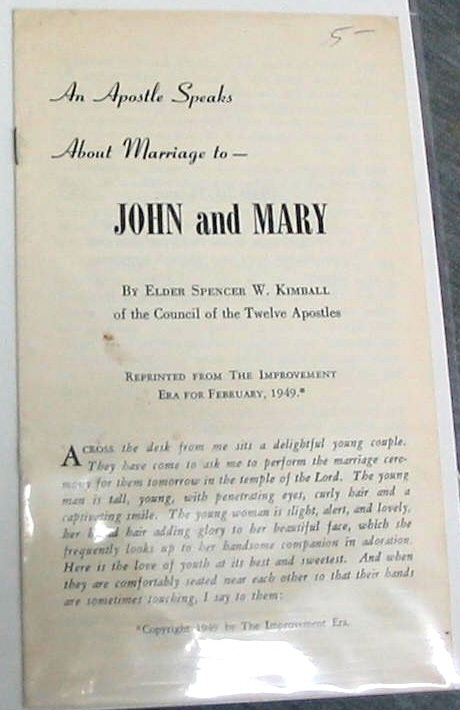 5—
An Apostle Speaks
About Marriage to—
JOHN and MARY
By Elder Spencer W. Kimball
of the Council of the Twelve Apostles
Reprinted from The Improvement
Era for February, 1949.*
Across the desk from me sits a delightful young couple.
They have come to ask me to perform the marriage cere-
mony for them tomorrow in the temple of the Lord. The young
man is tall, young, with penetrating eyes, curly hair and a
captivating smile. The young woman is slight, alert, and lovely,
her hair adding glory to her beautiful face, which she
frequently looks up to her handsome companion in adoration.
Here is the love of youth at its best and sweetest. And when
they are comfortably seated near each other so that their hands
are sometimes touching, I say to them:
*Copyright 1949 by The Improvement Era.